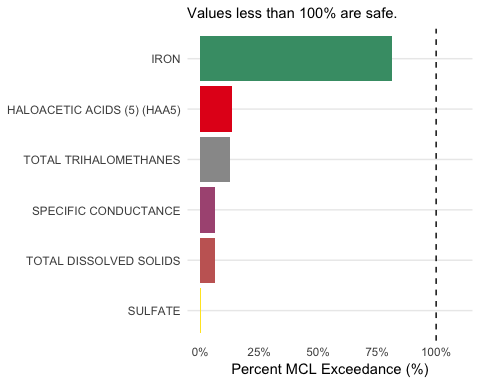 Values less than 100% are safe.
IRON
HALOACETIC ACIDS (5) (HAA5)
TOTAL TRIHALOMETHANES
SPECIFIC CONDUCTANCE
TOTAL DISSOLVED SOLIDS
SULFATE
0% 25% 50% 75% 100%
Percent MCL Exceedance (%)